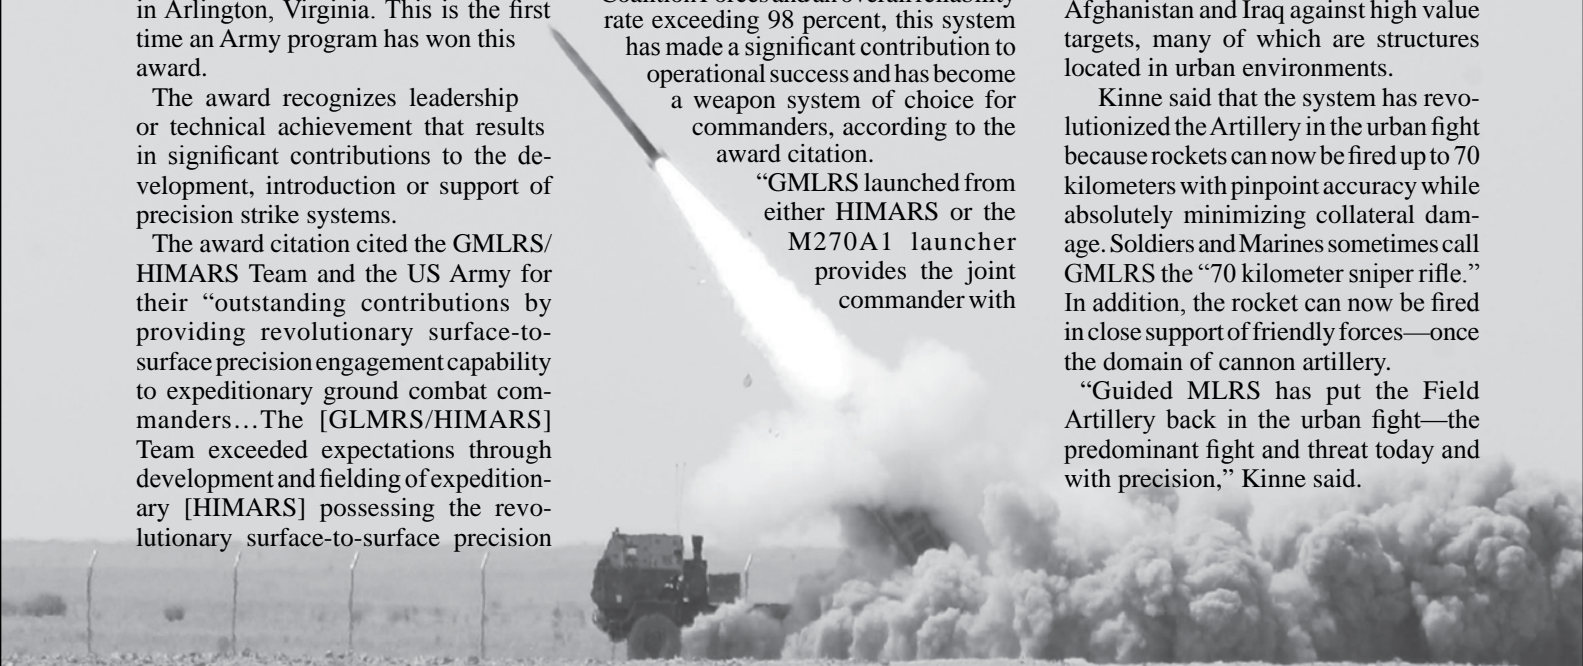 in Arlington, Virginia. This is the first
time an Army program has won this
award.
The award recognizes leadership
or technical achievement that results
in significant contributions to the de-
velopment, introduction or support of
precision strike systems.
The award citation cited the GMLRS/
HIMARS Team and the US Army for
their “outstanding contributions by
providing revolutionary surface-to-
surface precision engagement capability
to expeditionary ground combat com-
manders…The [GLMRS/HIMARS]
Team exceeded expectations through
development and fielding of expedition-
ary [HIMARS] possessing the revo-
lutionary surface-to-surface precision
Coalition Forces and an overall reliability
rate exceeding 98 percent, this system
has made a significant contribution to
operational success and has become
a weapon system of choice for
commanders, according to the
award citation.
“GMLRS launched from
either HIMARS or the
M270A1 launcher
provides the joint
commander with
Afghanistan and Iraq against high value
targets, many of which are structures
located in urban environments.
Kinne said that the system has revo-
lutionized the Artillery in the urban fight
because rockets can now be fired up to 70
kilometers with pinpoint accuracy while
absolutely minimizing collateral dam-
age. Soldiers and Marines sometimes call
GMLRS the “70 kilometer sniper rifle.”
In addition, the rocket can now be fired
in close support of friendly forces—once
the domain of cannon artillery.
“Guided MLRS has put the Field
Artillery back in the urban fight—the
predominant fight and threat today and
with precision,” Kinne said.